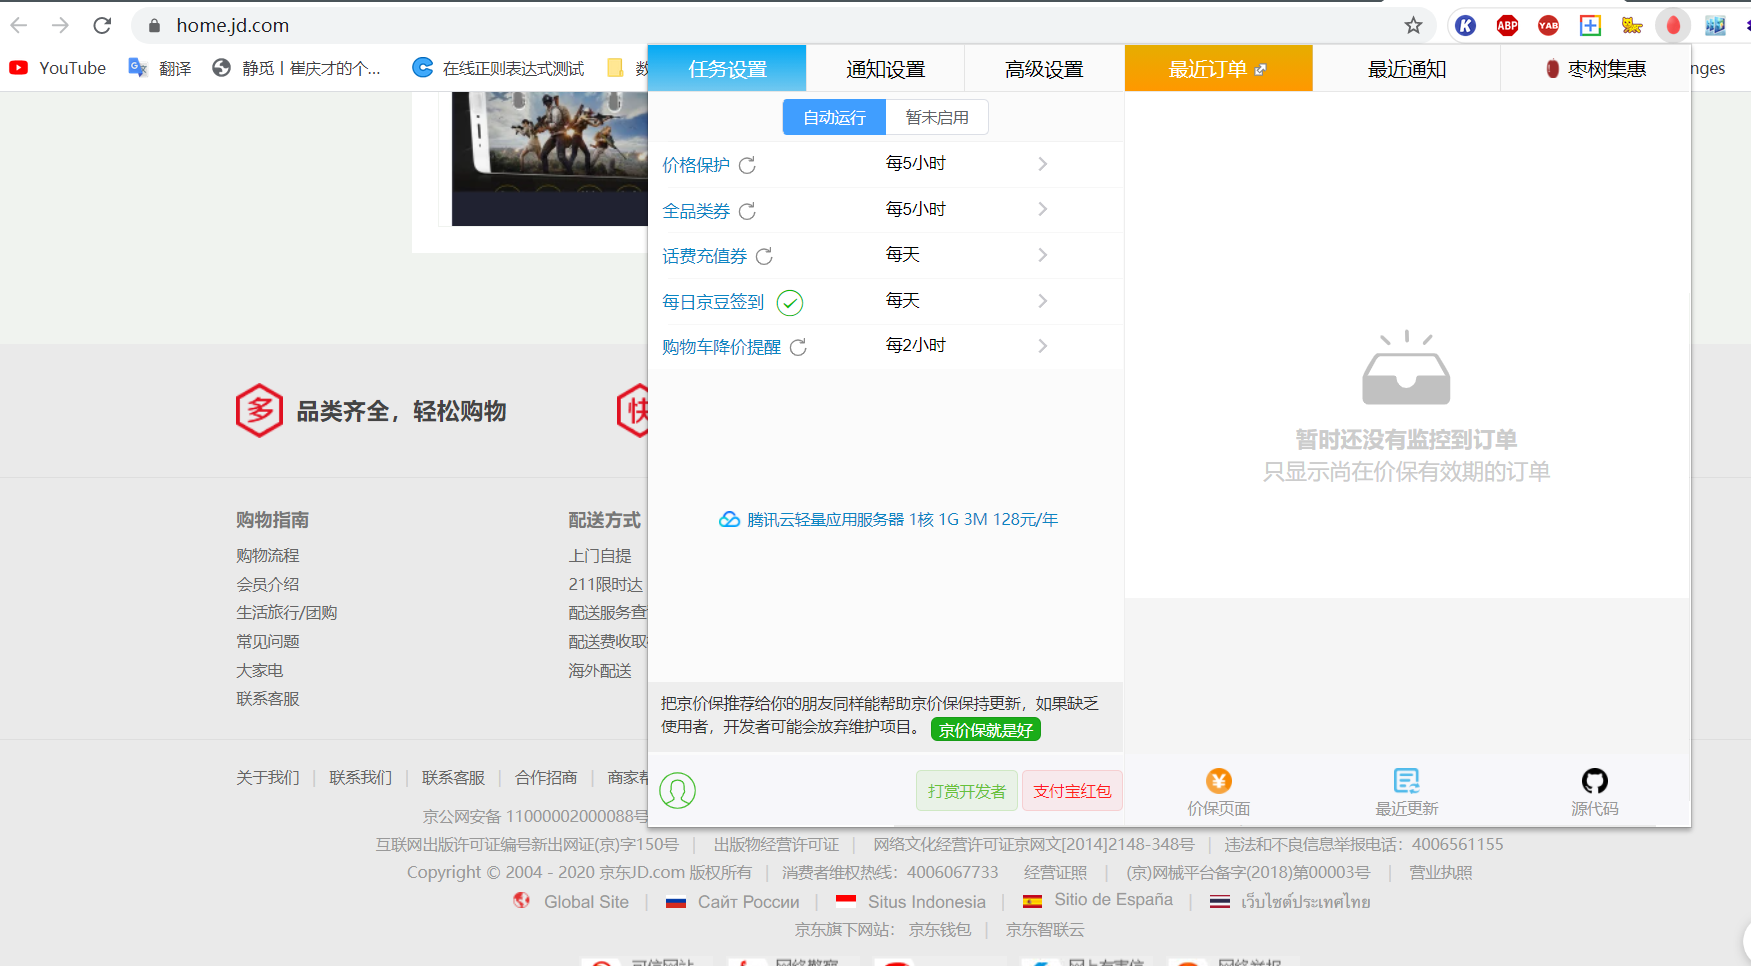 home.jd.com
K ABP YAB
YouTube 翻译 静觅丨崔庆才的个... 在线正则表达式测试 数
nges
任务设置 通知设置 高级设置 最近订单 最近通知 枣树集惠
自动运行 暂未启用
价格保护 每5小时
全品类券 每5小时
话费充值券 每天
每日京豆签到 每天
购物车降价提醒 每2小时
暂时还没有监控到订单
只显示尚在价保有效期的订单
腾讯云轻量应用服务器 1核 1G 3M 128元/年
把京价保推荐给你的朋友同样能帮助京价保保持更新，如果缺乏
使用者，开发者可能会放弃维护项目。 京价保就是好
打赏开发者 支付宝红包
价保页面 最近更新 源代码
多 品类齐全，轻松购物 快
购物指南
购物流程
会员介绍
生活旅行/团购
常见问题
大家电
联系客服
配送方式
上门自提
211限时达
配送服务查
配送费收取
海外配送
关于我们 | 联系我们 | 联系客服 | 合作招商 | 商家帮
京公网安备 11000002000088号
互联网出版许可证编号新出网证(京)字150号 | 出版物经营许可证 | 网络文化经营许可证京网文[2014]2148-348号 | 违法和不良信息举报电话：4006561155
Copyright © 2004 - 2020 京东JD.com 版权所有 | 消费者维权热线：4006067733 经营证照 | (京)网械平台备字(2018)第00003号 | 营业执照
Global Site | Сайт России | Situs Indonesia | Sitio de España | เว็บไซต์ประเทศไทย
京东旗下网站： 京东钱包 | 京东智联云
可信网站 网络警察 网上有害信 网络举报